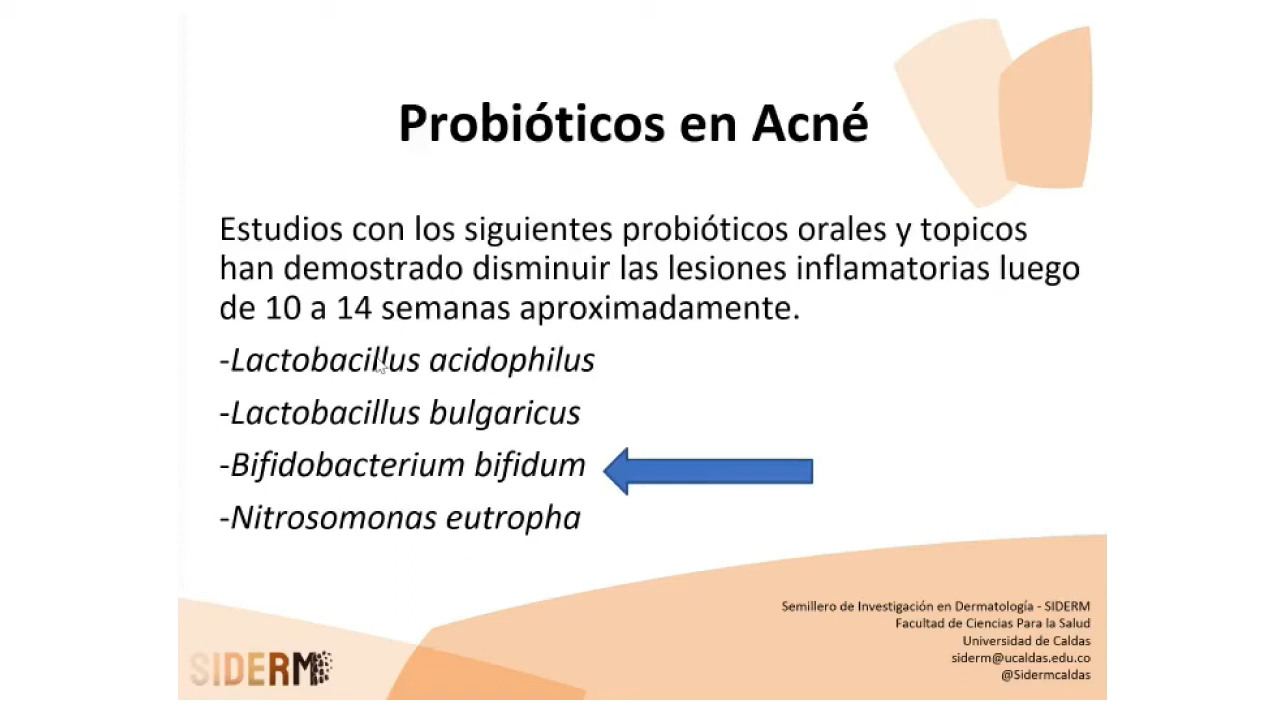 Probióticos en Acné
Estudios con los siguientes probióticos orales y topicos
han demostrado disminuir las lesiones inflamatorias luego
de 10 a 14 semanas aproximadamente.
-Lactobacillus acidophilus
-Lactobacillus bulgaricus
-Bifidobacterium bifidum
-Nitrosomonas eutropha
Semillero de Investigación en Dermatología - SIDERM
Facultad de Ciencias Para la Salud
Universidad de Caldas
siderm@ucaldas.edu.co
@Sidermcaldas
SIDERM